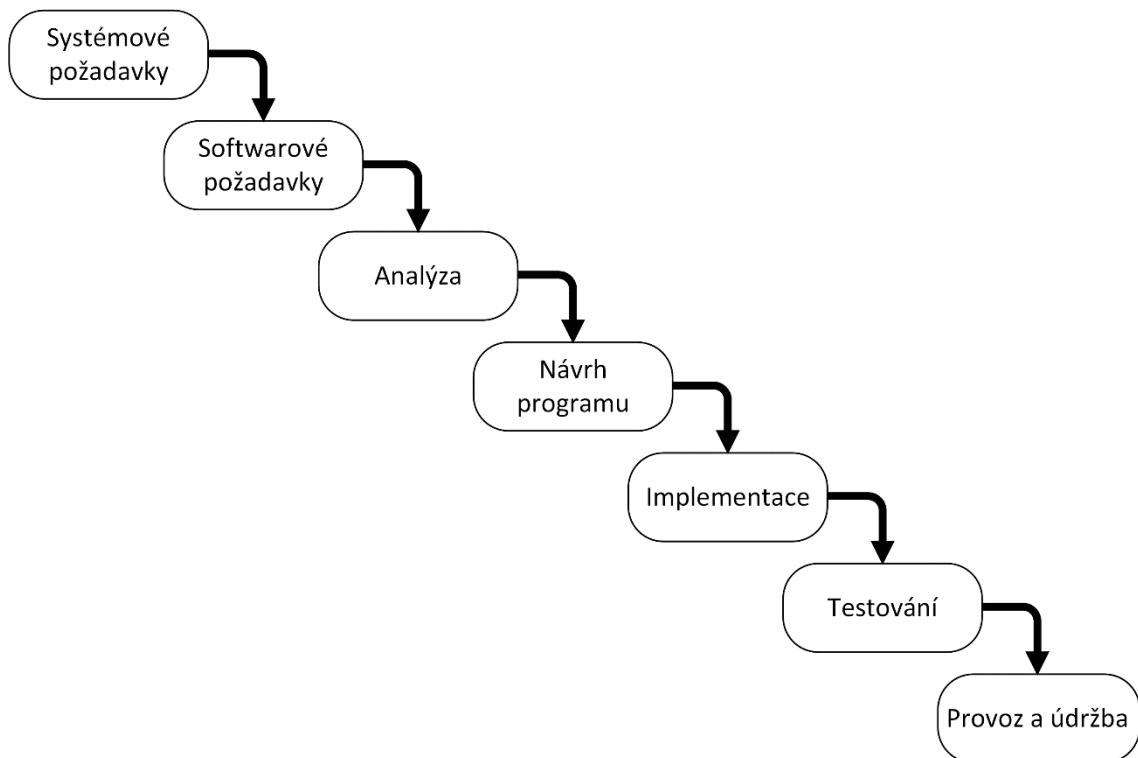 Systémové
požadavky
Softwarové
požadavky
Analýza
Návrh
programu
Implementace
Testování
Provoz a údržba